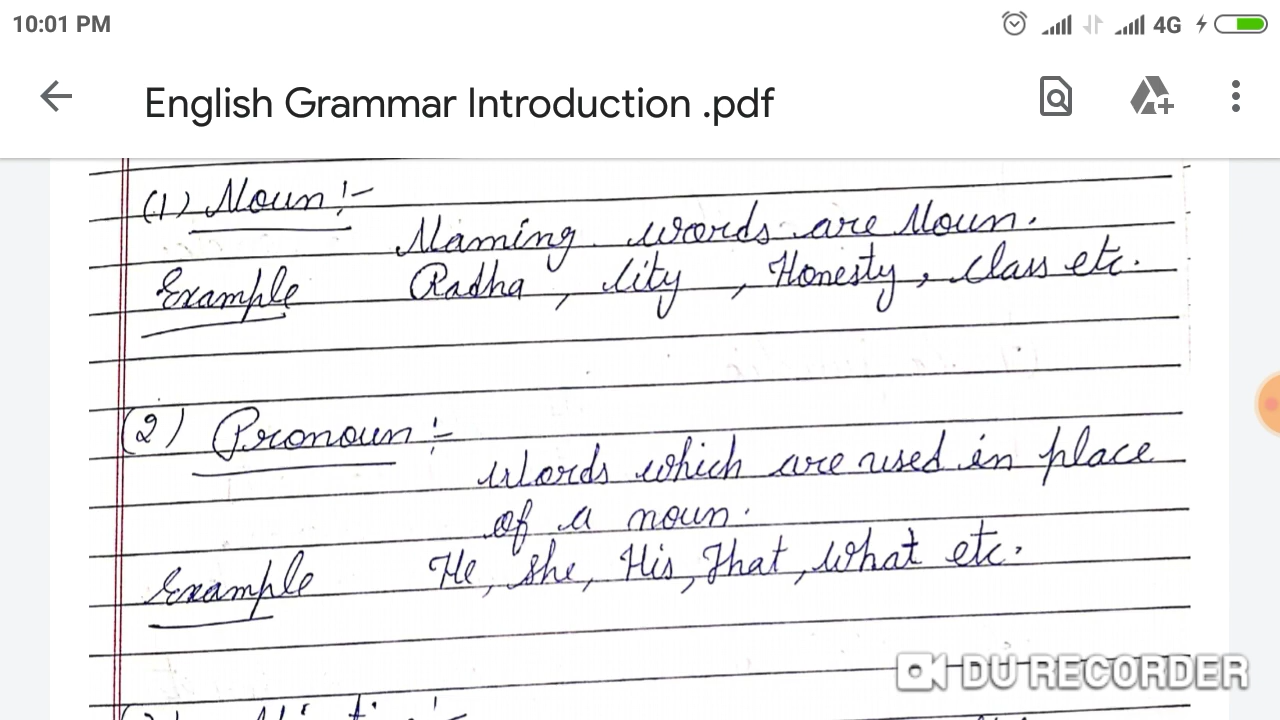 10:01 PM
4G
English Grammar Introduction .pdf
(1) Noun :-
Naming words are Noun.
Example Radha, City, Honesty, Class etc.
(2) Pronoun :-
Words which are used in place
of a noun.
Example He, She, His, That, What etc.
DU RECORDER